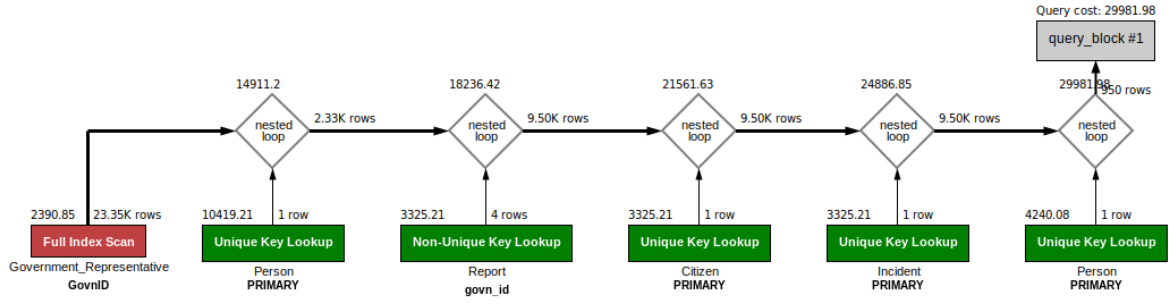 Query cost: 29981.98
query_block #1
14911.2
18236.42
21561.63
24886.85
29981.98
950 rows
nested
loop
2.33K rows
nested
loop
9.50K rows
nested
loop
9.50K rows
nested
loop
9.50K rows
nested
loop
2390.85
23.35K rows
10419.21
1 row
3325.21
4 rows
3325.21
1 row
3325.21
1 row
4240.08
1 row
Full Index Scan
Unique Key Lookup
Non-Unique Key Lookup
Unique Key Lookup
Unique Key Lookup
Unique Key Lookup
Government_Representative
GovnID
Person
PRIMARY
Report
govn_id
Citizen
PRIMARY
Incident
PRIMARY
Person
PRIMARY